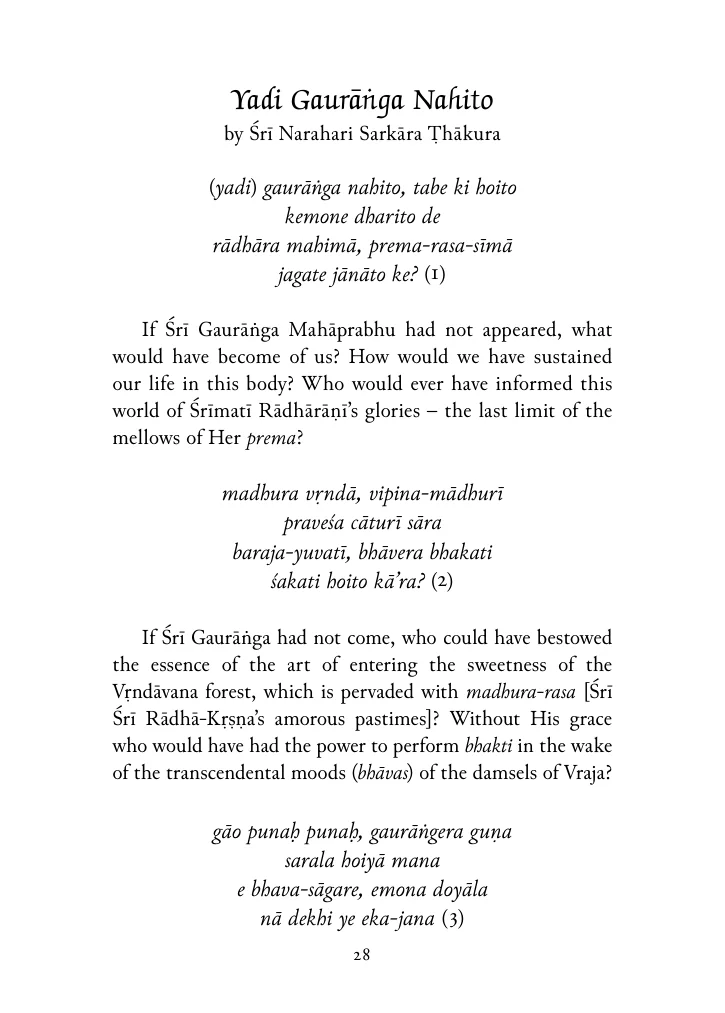 Yadi Gaurāṅga Nahito
by Śrī Narahari Sarkāra Ṭhākura
(yadi) gaurāṅga nahito, tabe ki hoito
kemone dharito de
rādhāra mahimā, prema-rasa-sīmā
jagate jānāto ke? (1)
If Śrī Gaurāṅga Mahāprabhu had not appeared, what
would have become of us? How would we have sustained
our life in this body? Who would ever have informed this
world of Śrīmatī Rādhārāṇī’s glories – the last limit of the
mellows of Her prema?
madhura vṛndā, vipina-mādhurī
praveśa cāturī sāra
baraja-yuvatī, bhāvera bhakati
śakati hoito kā’ra? (2)
If Śrī Gaurāṅga had not come, who could have bestowed
the essence of the art of entering the sweetness of the
Vṛndāvana forest, which is pervaded with madhura-rasa [Śrī
Śrī Rādhā-Kṛṣṇa’s amorous pastimes]? Without His grace
who would have had the power to perform bhakti in the wake
of the transcendental moods (bhāvas) of the damsels of Vraja?
gāo punaḥ punaḥ, gaurāṅgera guṇa
sarala hoiyā mana
e bhava-sāgare, emona doyāla
nā dekhi ye eka-jana (3)
28